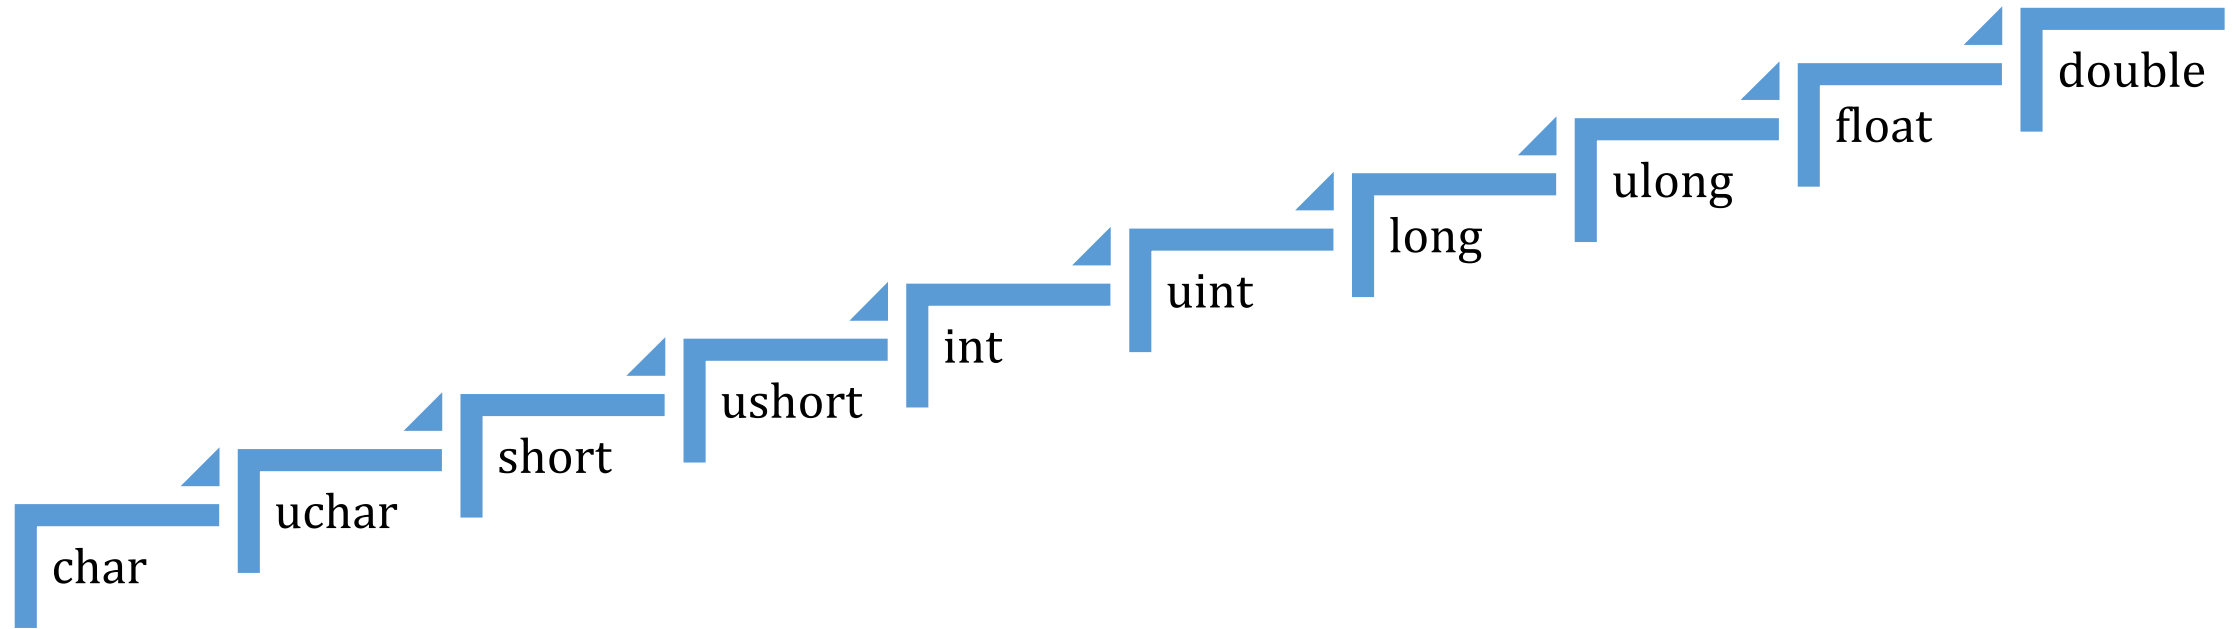 char
uchar
short
ushort
int
uint
long
ulong
float
double